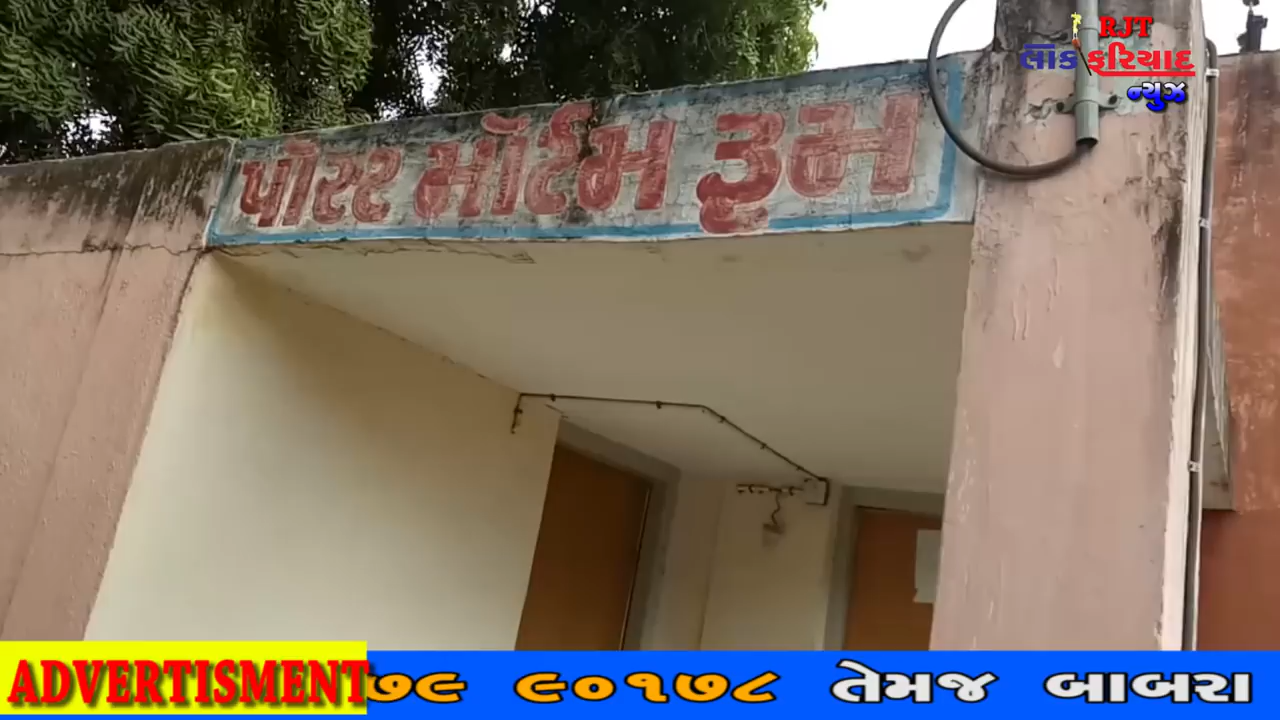 RJT
લોક ફરિયાદ
ન્યુઝ
પોસ્ટ મોર્ટમ રૂમ
ADVERTISMENT ૭૯ ૯૦૧૭૮ તેમજ બાબરા